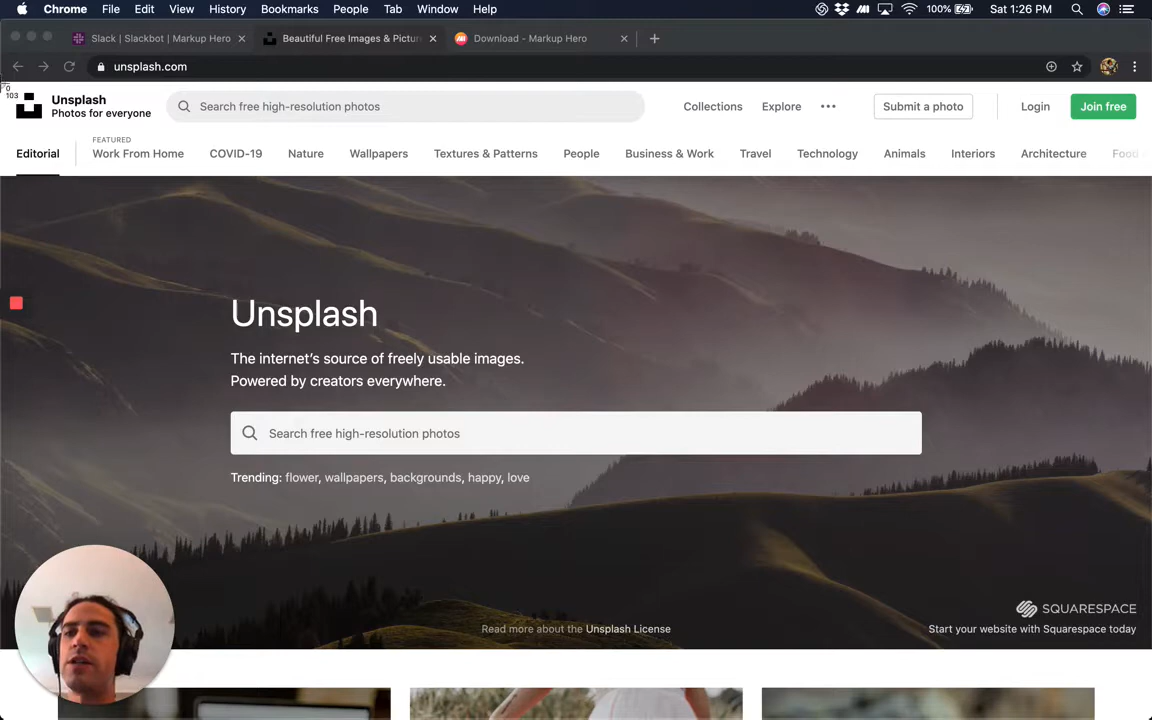 Chrome File Edit View History Bookmarks People Tab Window Help 100% Sat 1:26 PM
Slack | Slackbot | Markup Hero Beautiful Free Images & Pictur Download - Markup Hero
unsplash.com
0
103
Unsplash
Photos for everyone
Search free high-resolution photos
Collections Explore ••• Submit a photo Login Join free
FEATURED
Editorial Work From Home COVID-19 Nature Wallpapers Textures & Patterns People Business & Work Travel Technology Animals Interiors Architecture Food
Unsplash
The internet's source of freely usable images.
Powered by creators everywhere.
Search free high-resolution photos
Trending: flower, wallpapers, backgrounds, happy, love
SQUARESPACE
Read more about the Unsplash License Start your website with Squarespace today